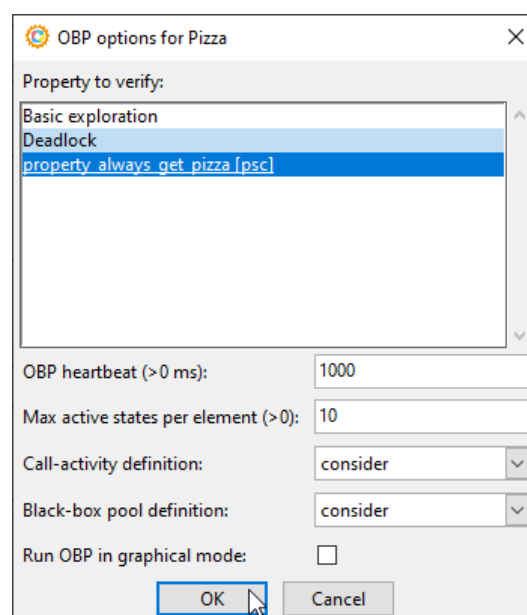 OBP options for Pizza
Property to verify:
Basic exploration
Deadlock
property_always_get_pizza [psc]
OBP heartbeat (>0 ms): 1000
Max active states per element (>0): 10
Call-activity definition: consider
Black-box pool definition: consider
Run OBP in graphical mode:
OK Cancel